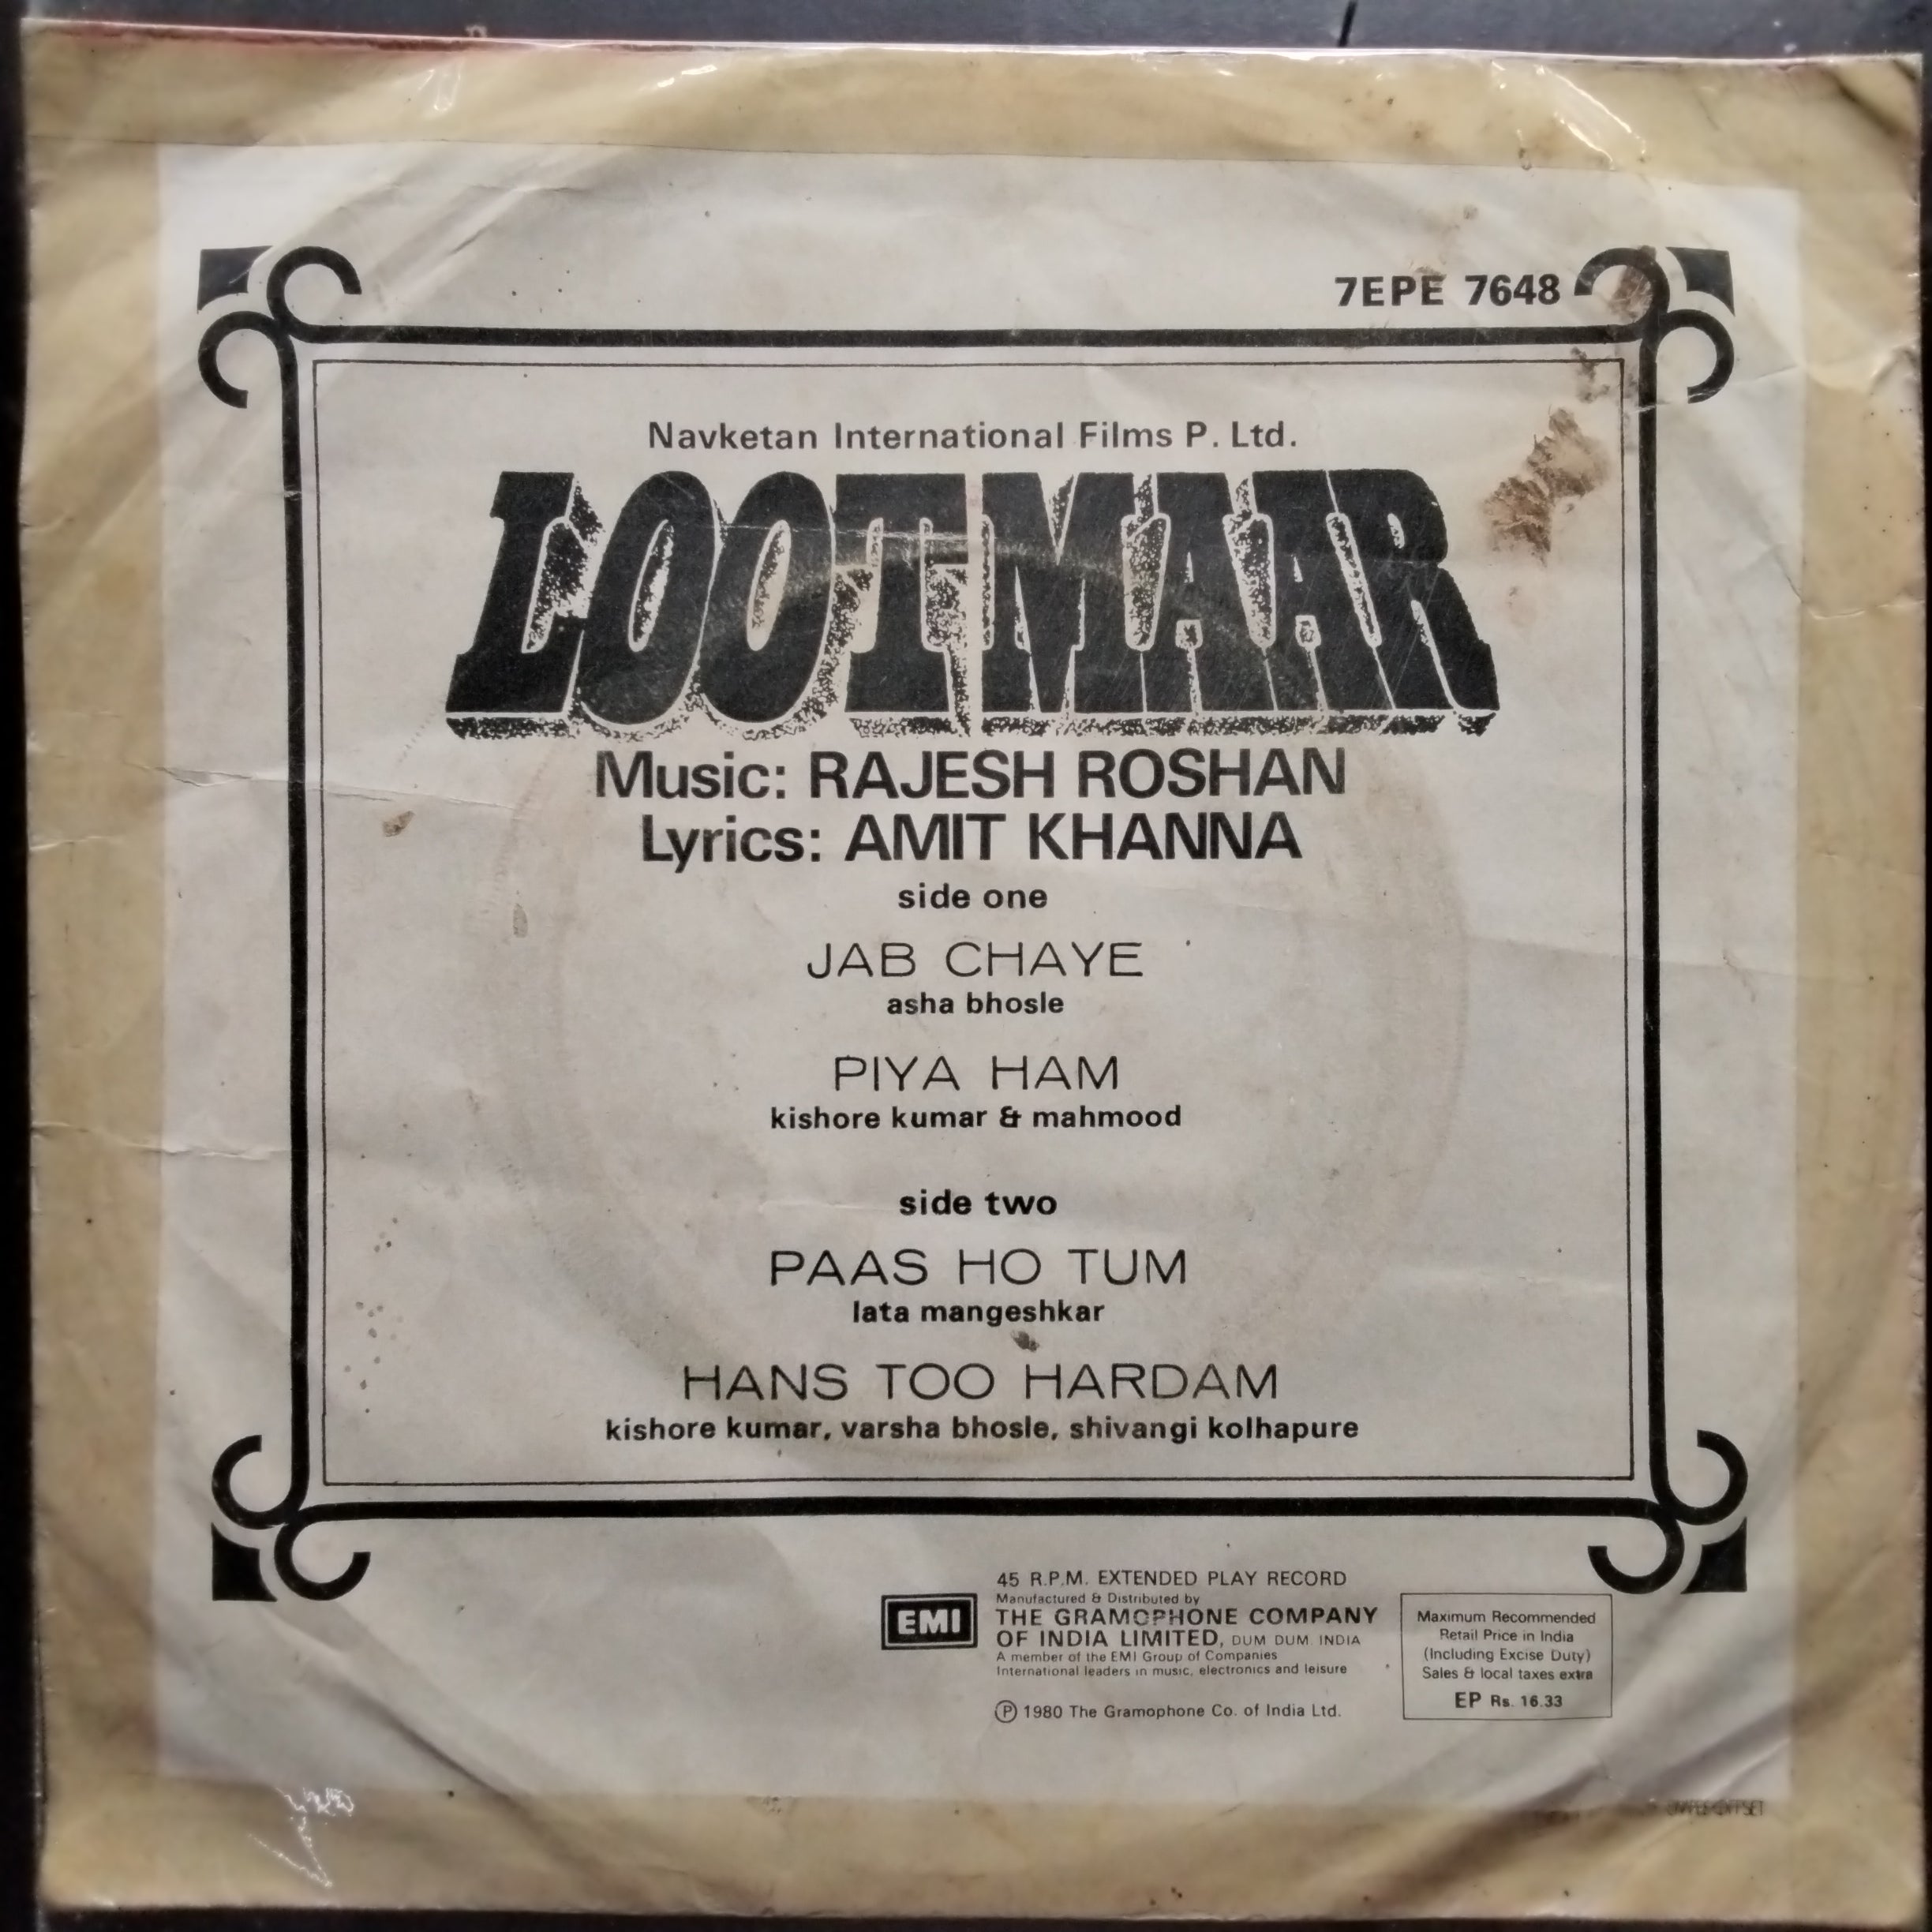 7EPE 7648
Navketan International Films P. Ltd.
LOOTMAAR
Music: RAJESH ROSHAN
Lyrics: AMIT KHANNA
side one
JAB CHAYE
asha bhosle
PIYA HAM
kishore kumar & mahmood
side two
PAAS HO TUM
lata mangeshkar
HANS TOO HARDAM
kishore kumar, varsha bhosle, shivangi kolhapure
EMI
45 R.P.M. EXTENDED PLAY RECORD
Manufactured & Distributed by
THE GRAMOPHONE COMPANY
OF INDIA LIMITED, DUM DUM. INDIA
A member of the EMI Group of Companies
International leaders in music, electronics and leisure
Ⓟ 1980 The Gramophone Co. of India Ltd.
Maximum Recommended
Retail Price in India
(Including Excise Duty)
Sales & local taxes extra
EP Rs. 16.33